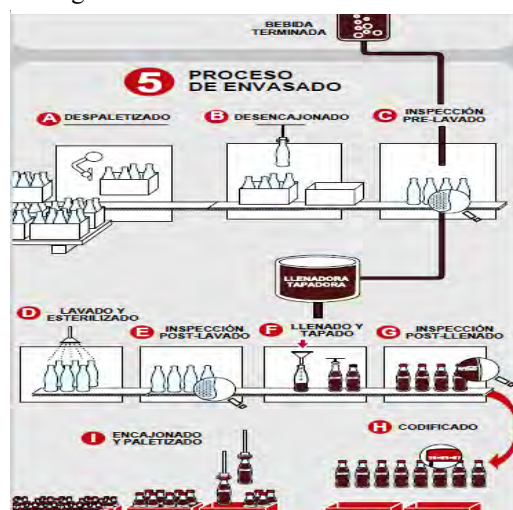 BEBIDA
TERMINADA
5 PROCESO
DE ENVASADO
A DESPALETIZADO
B DESENCAJONADO
C INSPECCIÓN
PRE-LAVADO
LLENADORA
TAPADORA
D LAVADO Y
ESTERILIZADO
E INSPECCIÓN
POST-LAVADO
F LLENADO Y
TAPADO
G INSPECCIÓN
POST-LLENADO
H CODIFICADO
I ENCAJONADO
Y PALETIZADO